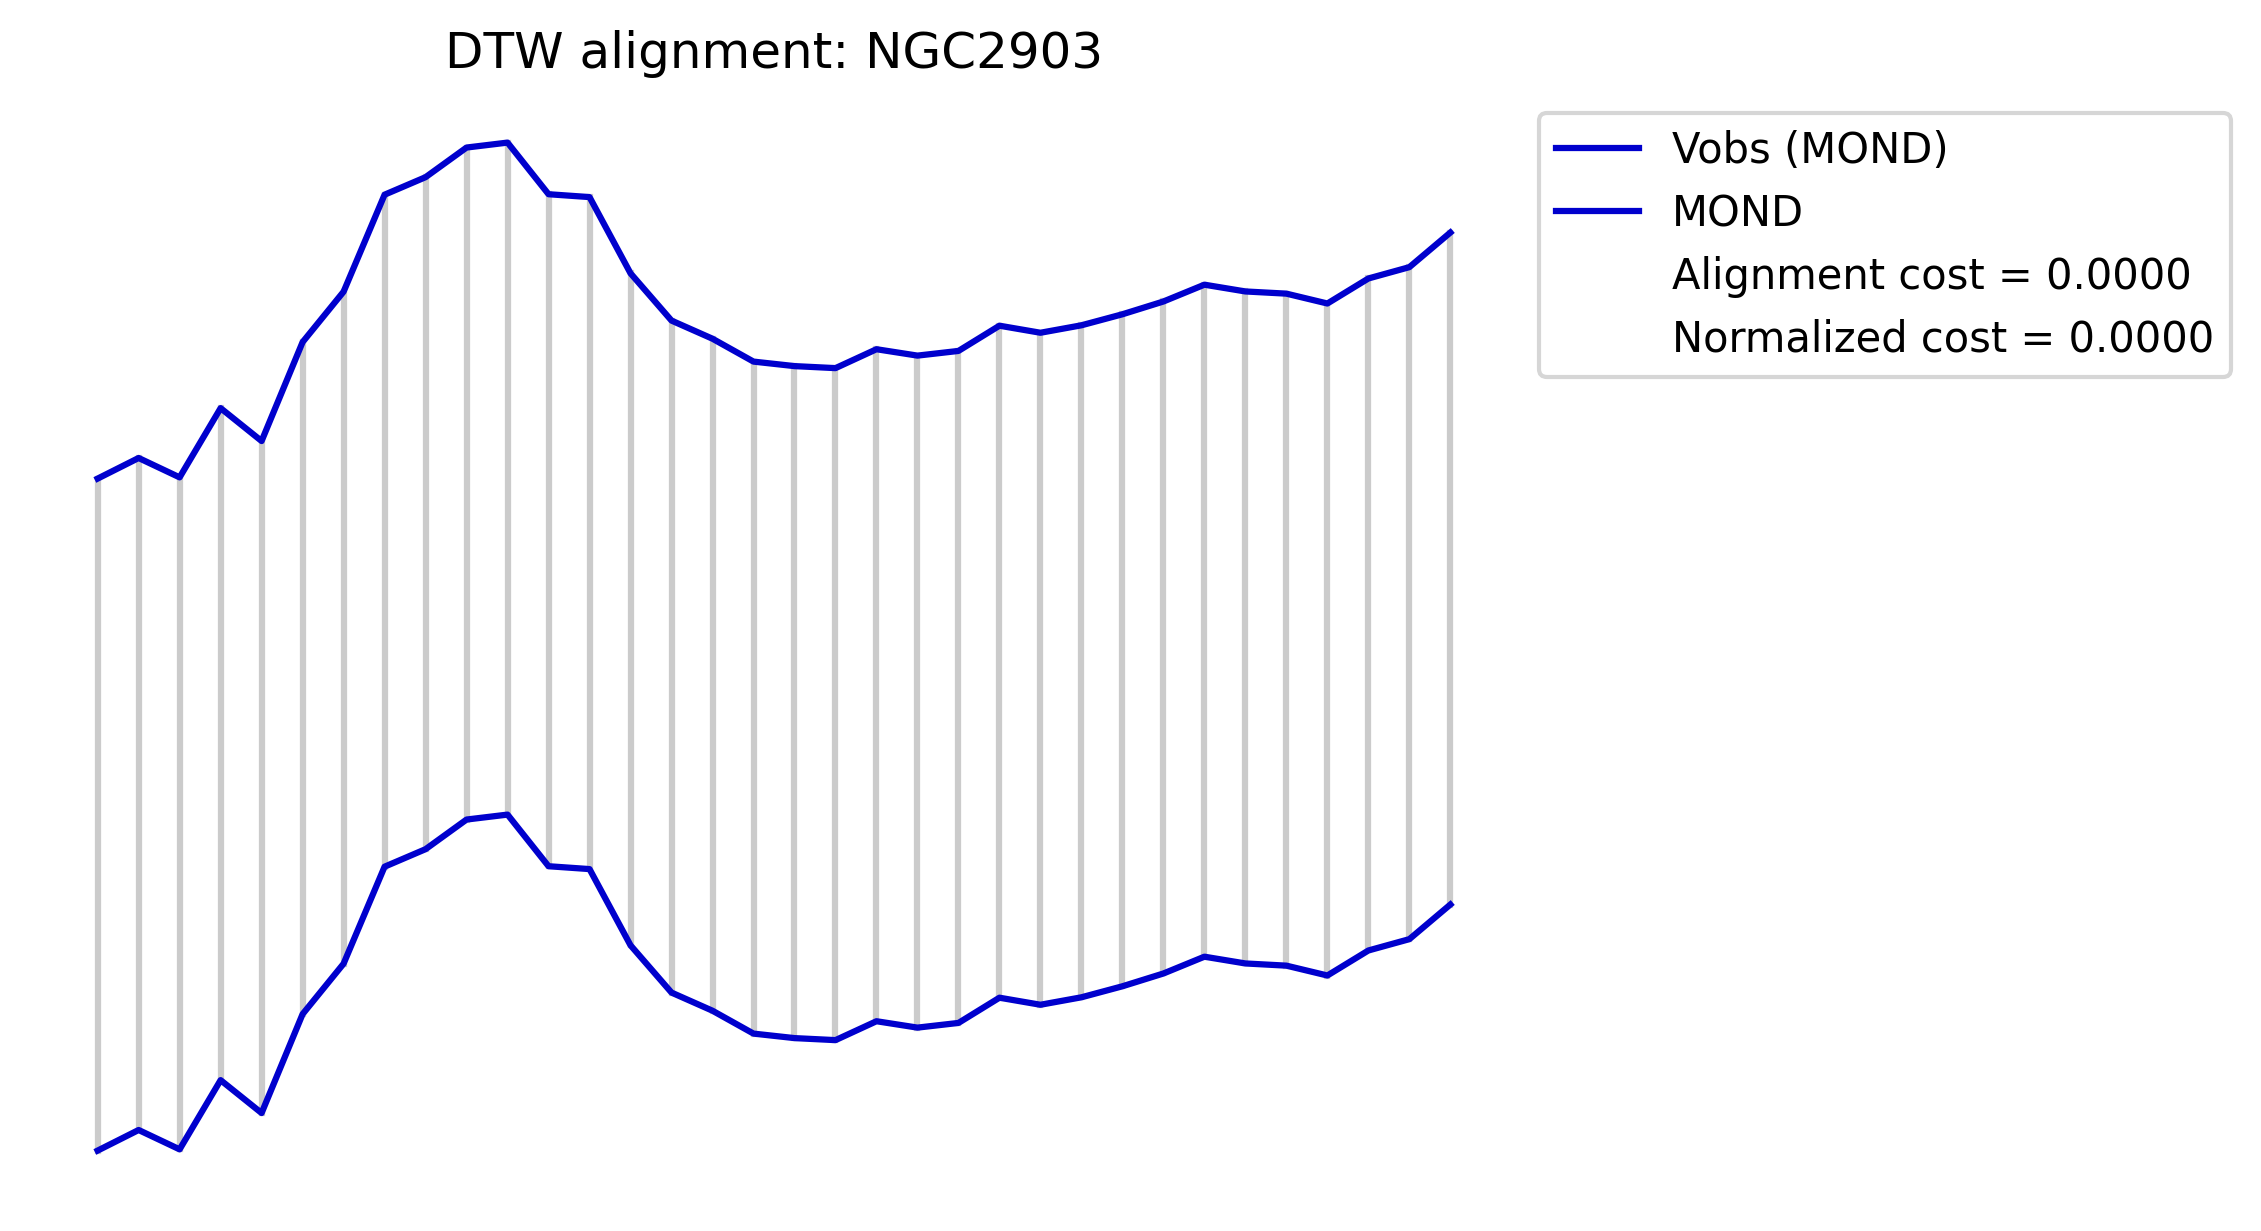 DTW alignment: NGC2903
Vobs (MOND)
MOND
Alignment cost = 0.0000
Normalized cost = 0.0000